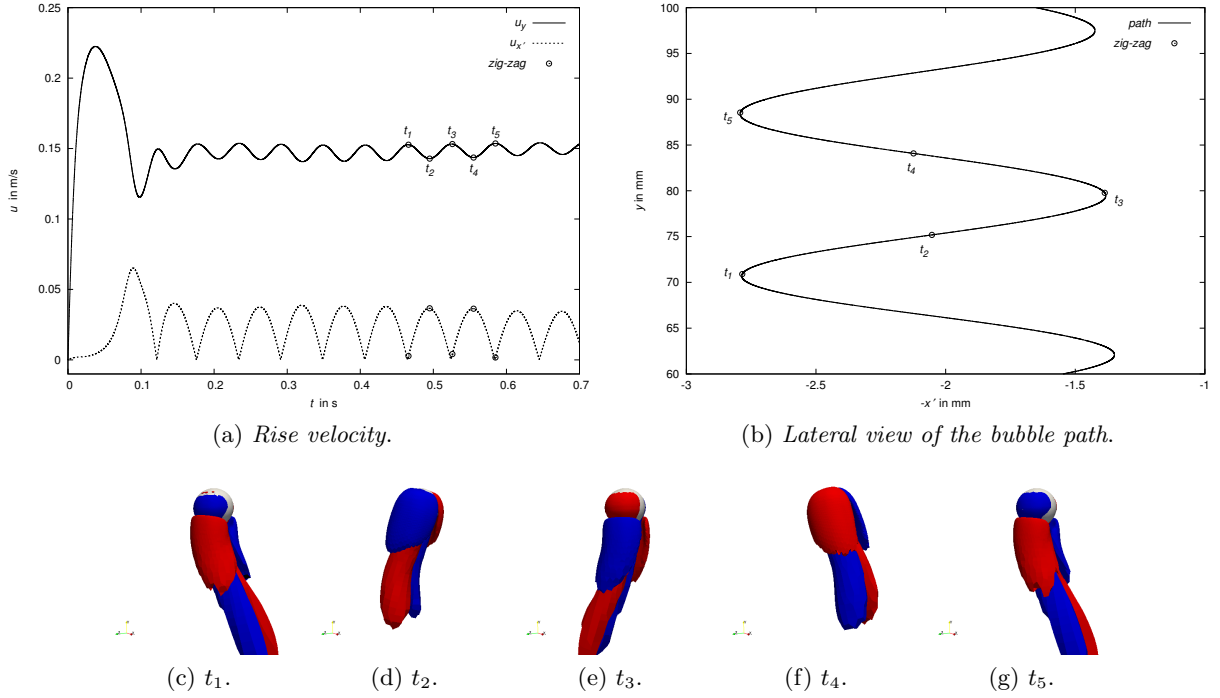 0.25
0.2
0.15
0.1
0.05
0
0 0.1 0.2 0.3 0.4 0.5 0.6 0.7
u in m/s
t in s
u_y
u_x′
zig-zag
t_1 t_3 t_5
t_2 t_4
(a) Rise velocity.
100
95
90
85
80
75
70
65
60
-3 -2.5 -2 -1.5 -1
y in mm
-x′ in mm
path
zig-zag
t_5
t_4
t_3
t_2
t_1
(b) Lateral view of the bubble path.
(c) t_1. (d) t_2. (e) t_3. (f) t_4. (g) t_5.